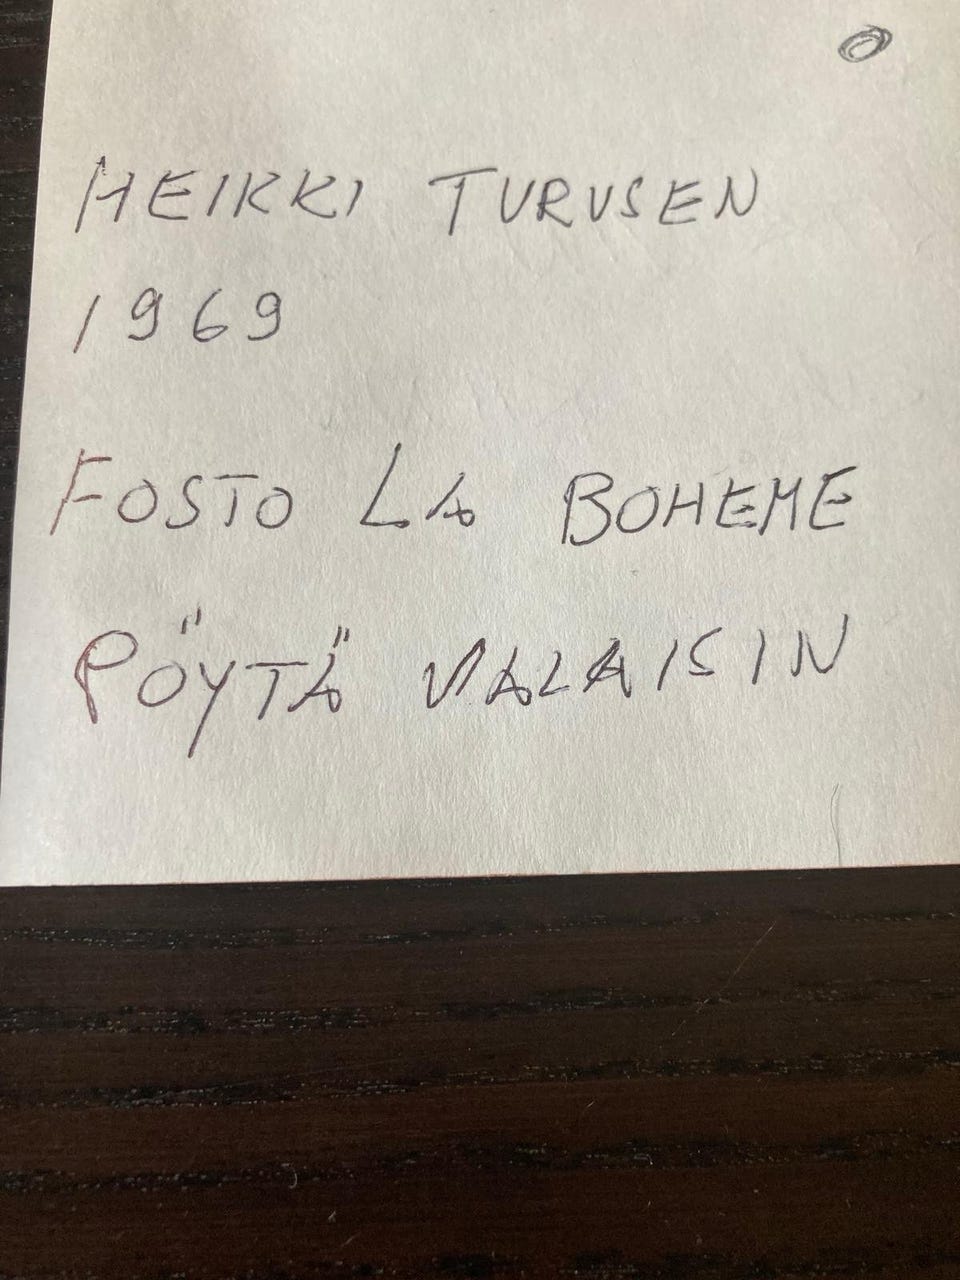 HEIKKI TURUSEN
1969
FOSTO LA BOHEME
PÖYTÄ VALAISIN